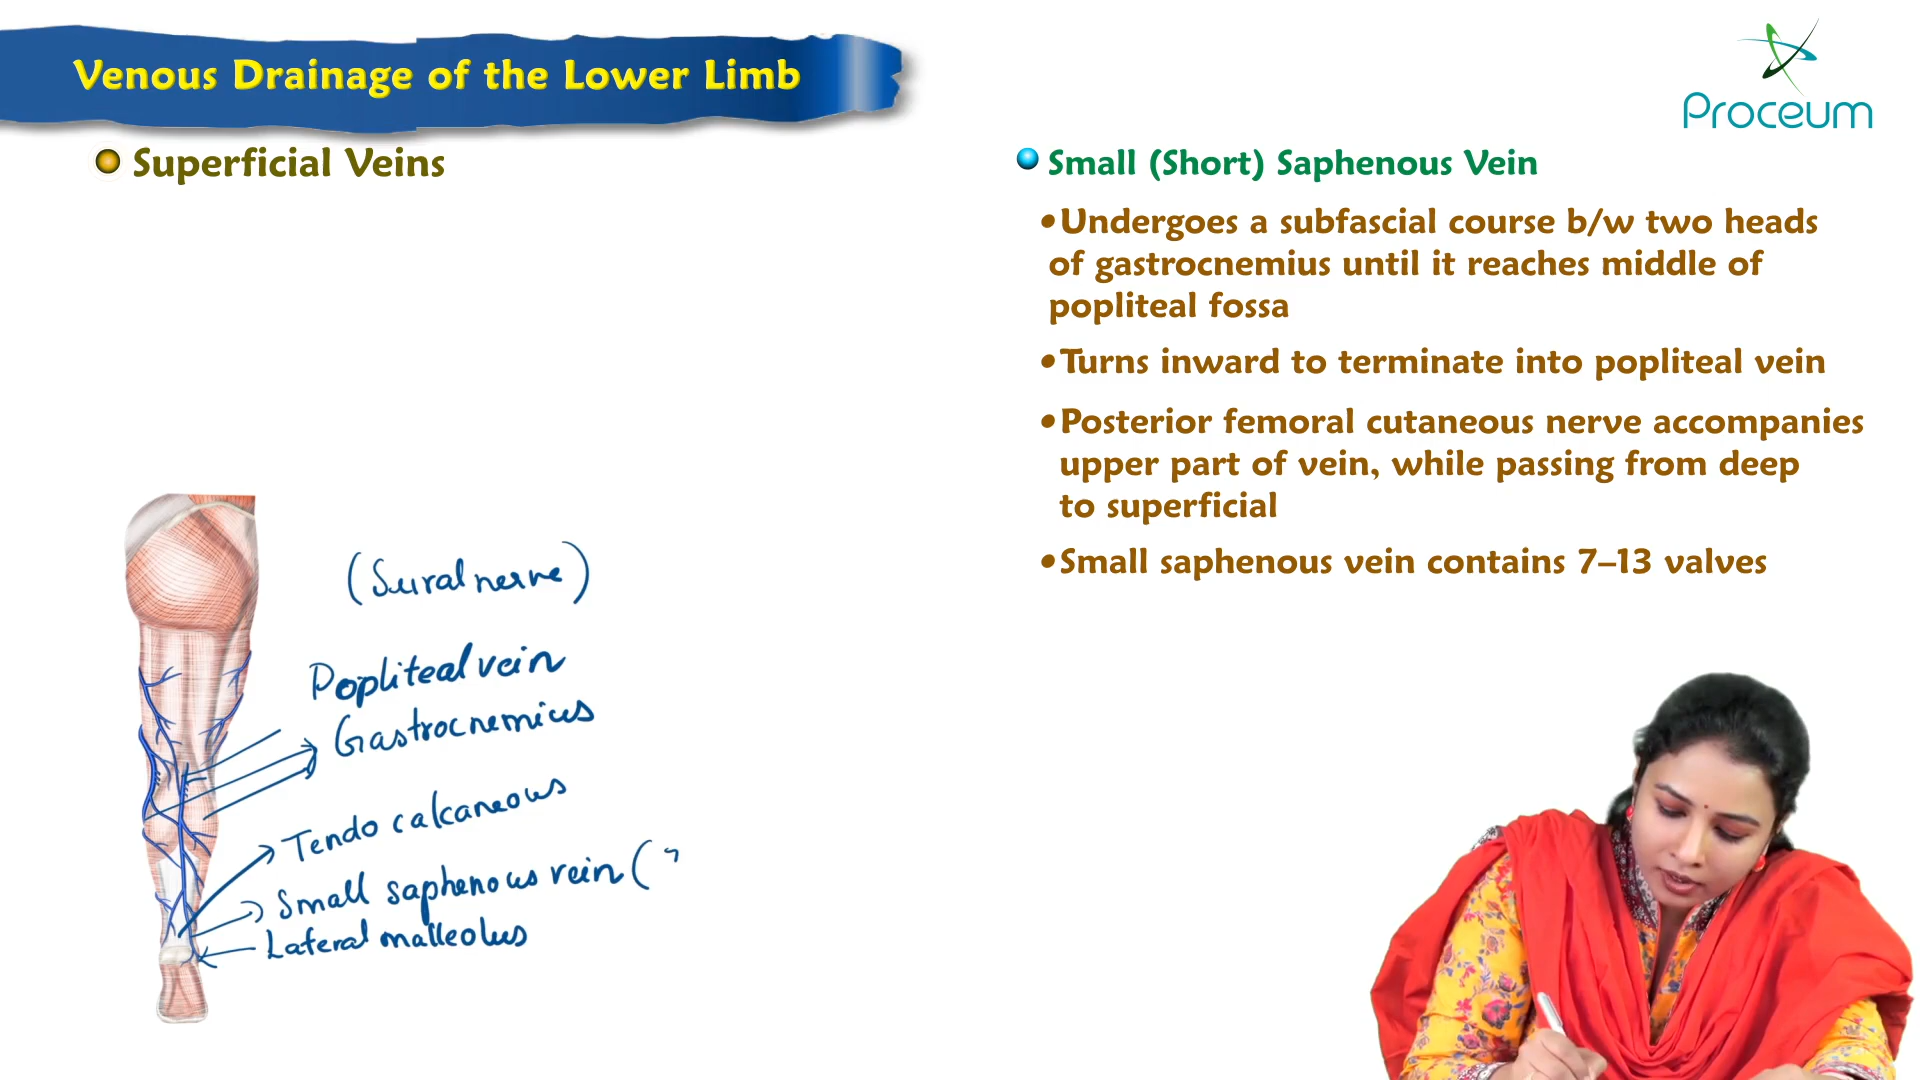 Venous Drainage of the Lower Limb
Proceum
Superficial Veins
(Sural nerve)
Popliteal vein
Gastrocnemius
Tendo calcaneous
Small saphenous vein (7
Lateral malleolus
Small (Short) Saphenous Vein
•Undergoes a subfascial course b/w two heads
of gastrocnemius until it reaches middle of
popliteal fossa
•Turns inward to terminate into popliteal vein
•Posterior femoral cutaneous nerve accompanies
upper part of vein, while passing from deep
to superficial
•Small saphenous vein contains 7–13 valves